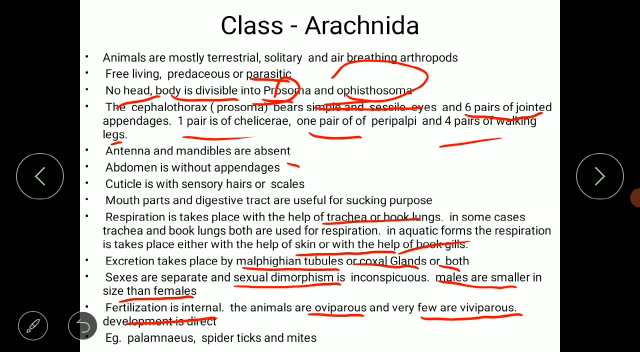 Class - Arachnida
• Animals are mostly terrestrial, solitary and air breathing arthropods
• Free living, predaceous or parasitic
• No head, body is divisible into Prosoma and ophisthosoma
• The cephalothorax ( prosoma) bears simple and sessile eyes and 6 pairs of jointed
appendages. 1 pair is of chelicerae, one pair of of peripalpi and 4 pairs of walking
legs.
• Antenna and mandibles are absent
• Abdomen is without appendages
• Cuticle is with sensory hairs or scales
• Mouth parts and digestive tract are useful for sucking purpose
• Respiration is takes place with the help of trachea or book lungs. in some cases
trachea and book lungs both are used for respiration. in aquatic forms the respiration
is takes place either with the help of skin or with the help of book gills.
• Excretion takes place by malphighian tubules or coxal Glands or both
• Sexes are separate and sexual dimorphism is inconspicuous. males are smaller in
size than females
• Fertilization is internal. the animals are oviparous and very few are viviparous.
development is direct
Eg. palamnaeus, spider ticks and mites